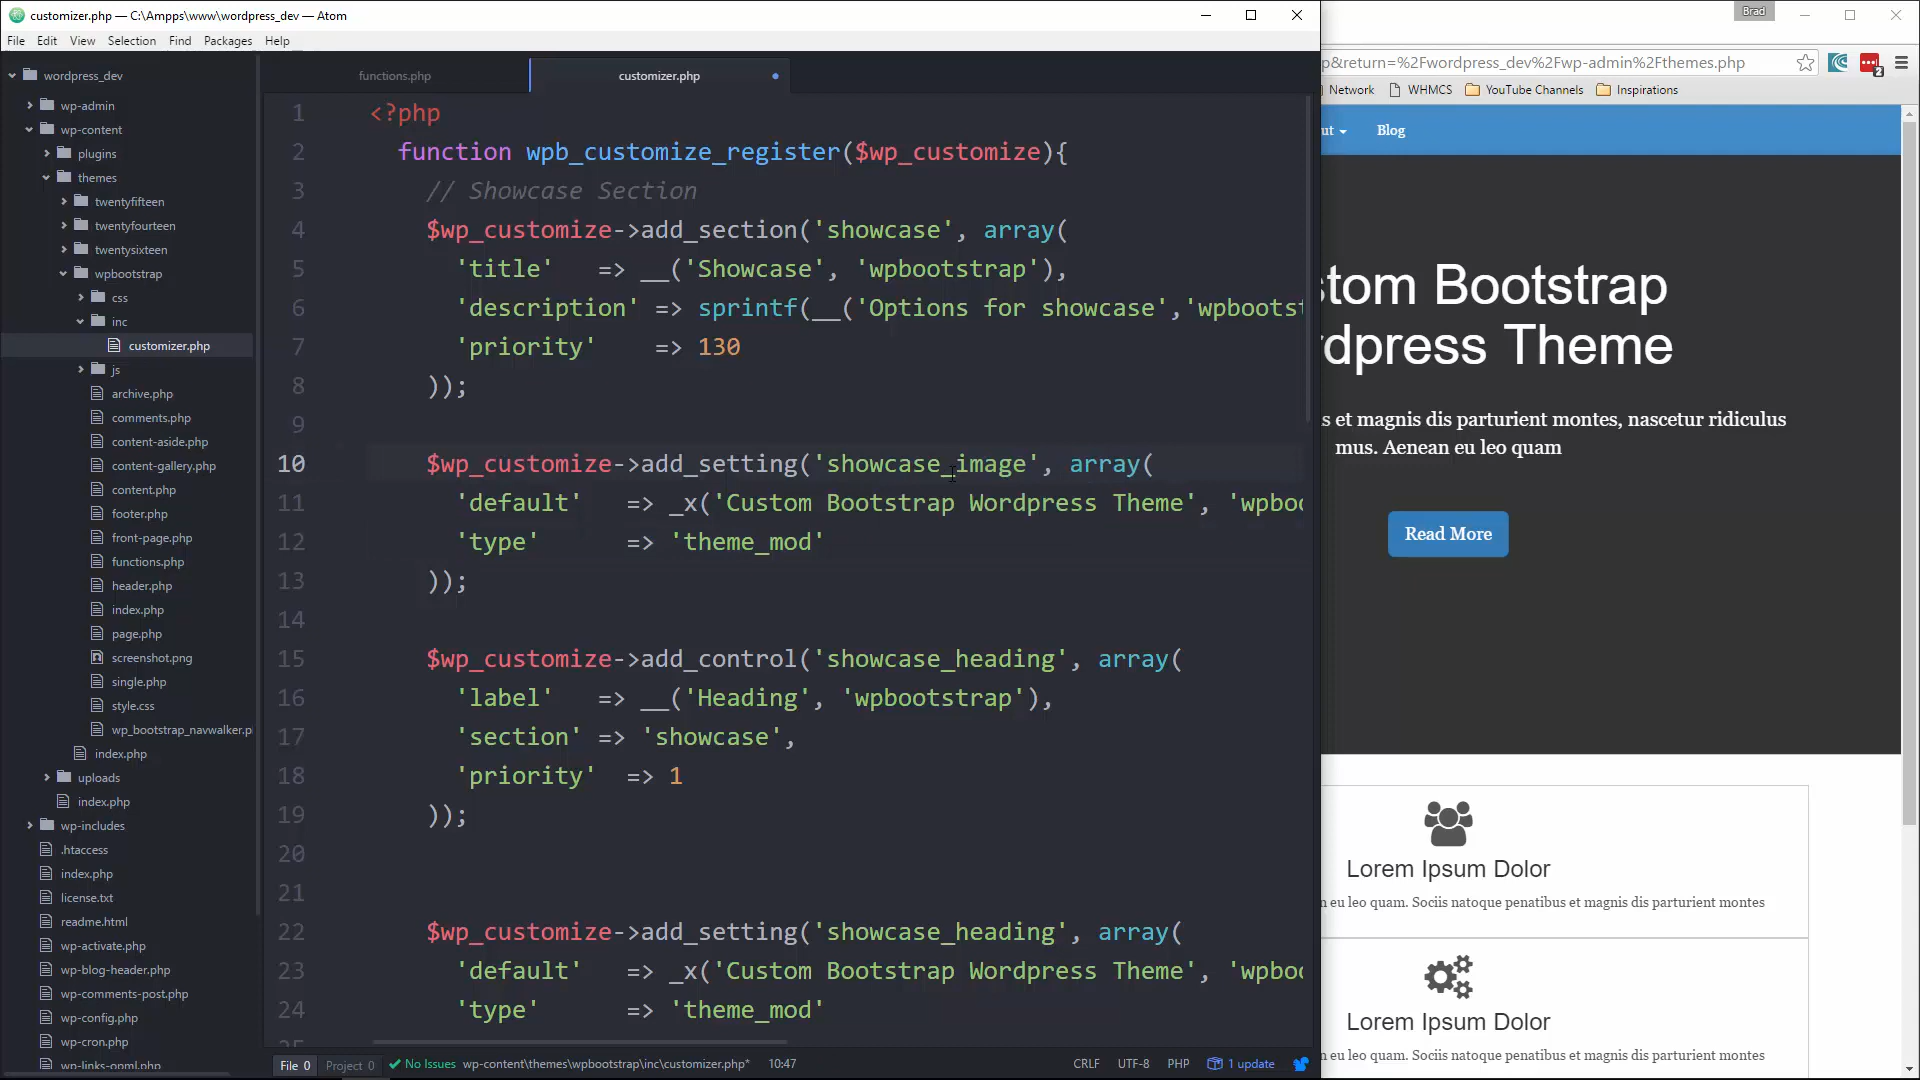 customizer.php — C:\Ampps\www\wordpress_dev — Atom
File Edit View Selection Find Packages Help
wordpress_dev
wp-admin
wp-content
plugins
themes
twentyfifteen
twentyfourteen
twentysixteen
wpbootstrap
css
inc
customizer.php
js
archive.php
comments.php
content-aside.php
content-gallery.php
content.php
footer.php
front-page.php
functions.php
header.php
index.php
page.php
screenshot.png
single.php
style.css
wp_bootstrap_navwalker.p
index.php
uploads
index.php
wp-includes
.htaccess
index.php
license.txt
readme.html
wp-activate.php
wp-blog-header.php
wp-comments-post.php
wp-config.php
wp-cron.php
wp-links-opml.php
functions.php customizer.php
1 <?php
2 function wpb_customize_register($wp_customize){
3 // Showcase Section
4 $wp_customize->add_section('showcase', array(
5 'title' => __('Showcase', 'wpbootstrap'),
6 'description' => sprintf(__('Options for showcase','wpbootst
7 'priority' => 130
8 ));
9
10 $wp_customize->add_setting('showcase_image', array(
11 'default' => _x('Custom Bootstrap Wordpress Theme', 'wpboo
12 'type' => 'theme_mod'
13 ));
14
15 $wp_customize->add_control('showcase_heading', array(
16 'label' => __('Heading', 'wpbootstrap'),
17 'section' => 'showcase',
18 'priority' => 1
19 ));
20
21
22 $wp_customize->add_setting('showcase_heading', array(
23 'default' => _x('Custom Bootstrap Wordpress Theme', 'wpboo
24 'type' => 'theme_mod'
File 0 Project 0 No Issues wp-content\themes\wpbootstrap\inc\customizer.php* 10:47 CRLF UTF-8 PHP 1 update
Brad
p&return=%2Fwordpress_dev%2Fwp-admin%2Fthemes.php
2
Network WHMCS YouTube Channels Inspirations
ut Blog
stom Bootstrap
rdpress Theme
s et magnis dis parturient montes, nascetur ridiculus
mus. Aenean eu leo quam
Read More
Lorem Ipsum Dolor
n eu leo quam. Sociis natoque penatibus et magnis dis parturient montes
Lorem Ipsum Dolor
n eu leo quam. Sociis natoque penatibus et magnis dis parturient montes